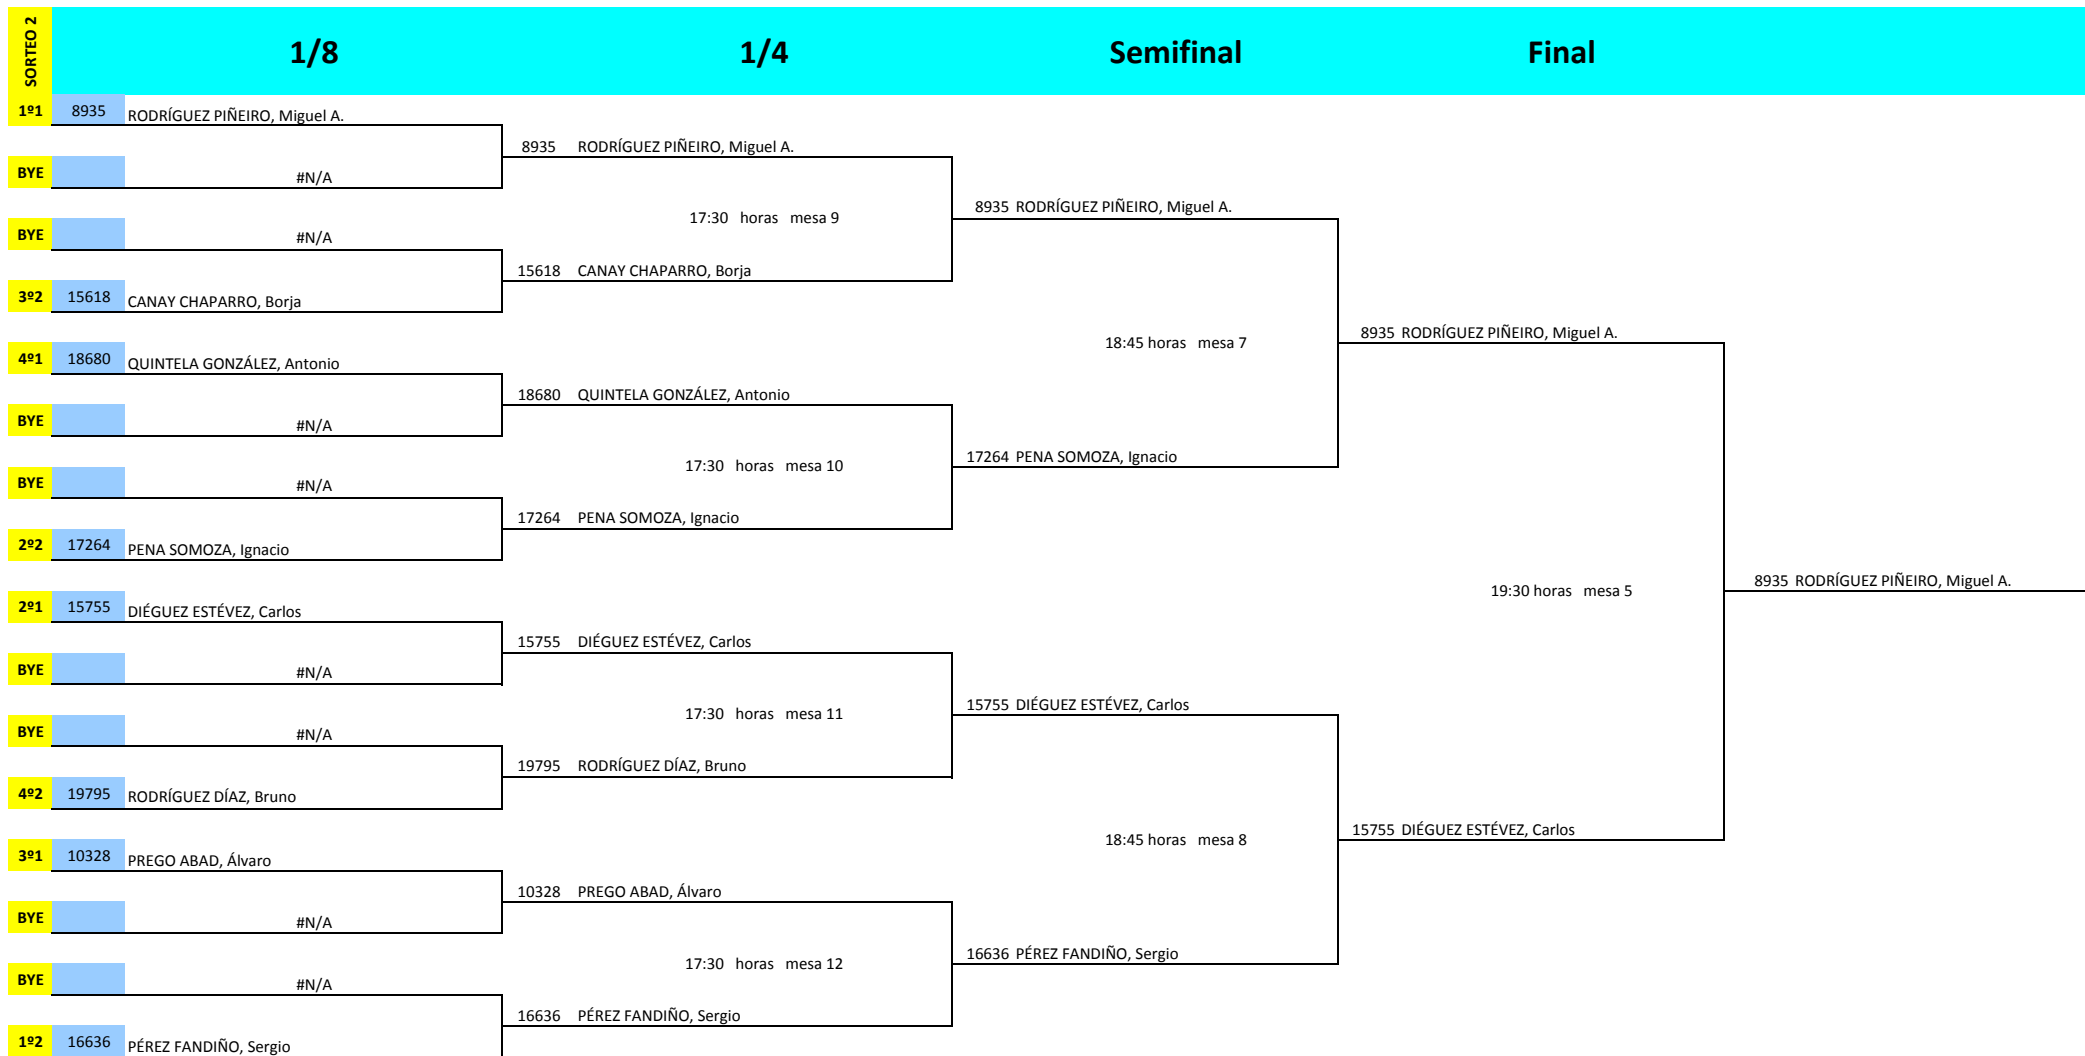 SORTEO 2
1/8 1/4 Semifinal Final
1º1 8935 RODRÍGUEZ PIÑEIRO, Miguel A.
8935 RODRÍGUEZ PIÑEIRO, Miguel A.
BYE #N/A
8935 RODRÍGUEZ PIÑEIRO, Miguel A.
17:30 horas mesa 9
BYE #N/A
15618 CANAY CHAPARRO, Borja
3º2 15618 CANAY CHAPARRO, Borja
8935 RODRÍGUEZ PIÑEIRO, Miguel A.
18:45 horas mesa 7
4º1 18680 QUINTELA GONZÁLEZ, Antonio
18680 QUINTELA GONZÁLEZ, Antonio
BYE #N/A
17264 PENA SOMOZA, Ignacio
17:30 horas mesa 10
BYE #N/A
17264 PENA SOMOZA, Ignacio
2º2 17264 PENA SOMOZA, Ignacio
8935 RODRÍGUEZ PIÑEIRO, Miguel A.
19:30 horas mesa 5
2º1 15755 DIÉGUEZ ESTÉVEZ, Carlos
15755 DIÉGUEZ ESTÉVEZ, Carlos
BYE #N/A
15755 DIÉGUEZ ESTÉVEZ, Carlos
17:30 horas mesa 11
BYE #N/A
19795 RODRÍGUEZ DÍAZ, Bruno
4º2 19795 RODRÍGUEZ DÍAZ, Bruno
15755 DIÉGUEZ ESTÉVEZ, Carlos
18:45 horas mesa 8
3º1 10328 PREGO ABAD, Álvaro
10328 PREGO ABAD, Álvaro
BYE #N/A
16636 PÉREZ FANDIÑO, Sergio
17:30 horas mesa 12
BYE #N/A
16636 PÉREZ FANDIÑO, Sergio
1º2 16636 PÉREZ FANDIÑO, Sergio